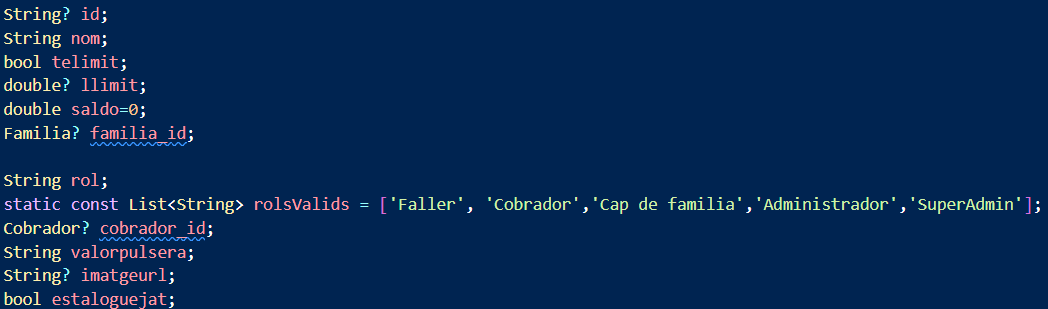 String? id;
String nom;
bool telimit;
double? llimit;
double saldo=0;
Familia? familia_id;
String rol;
static const List<String> rolsValids = ['Faller', 'Cobrador','Cap de familia','Administrador','SuperAdmin'];
Cobrador? cobrador_id;
String valorpulsera;
String? imatgeurl;
bool estaloguejat;